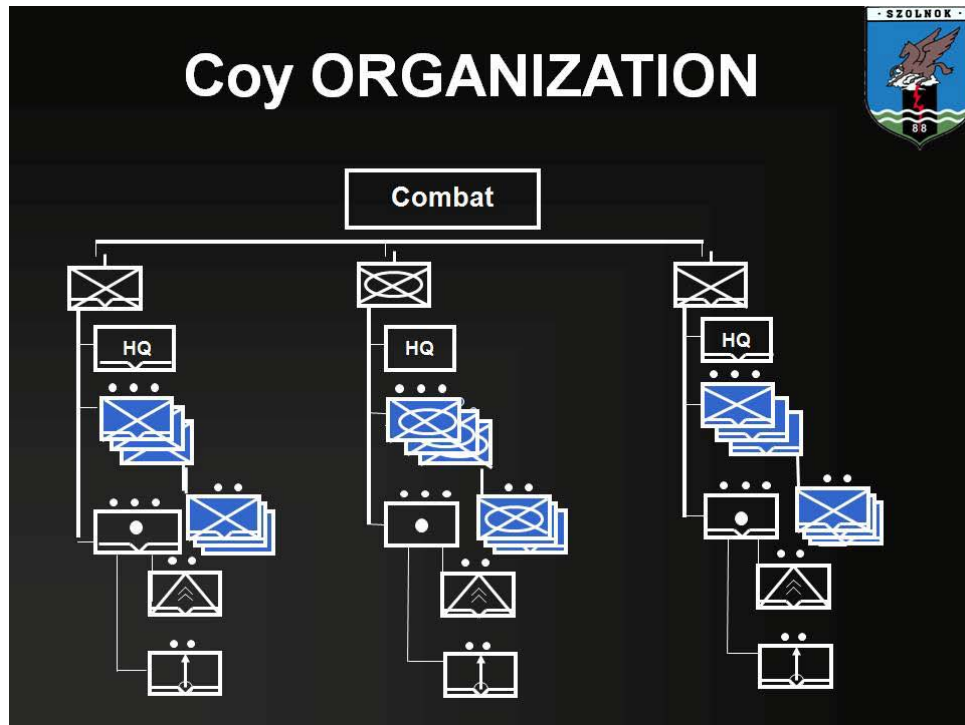 · SZOLNOK ·
Coy ORGANIZATION
88
Combat
HQ
HQ
HQ